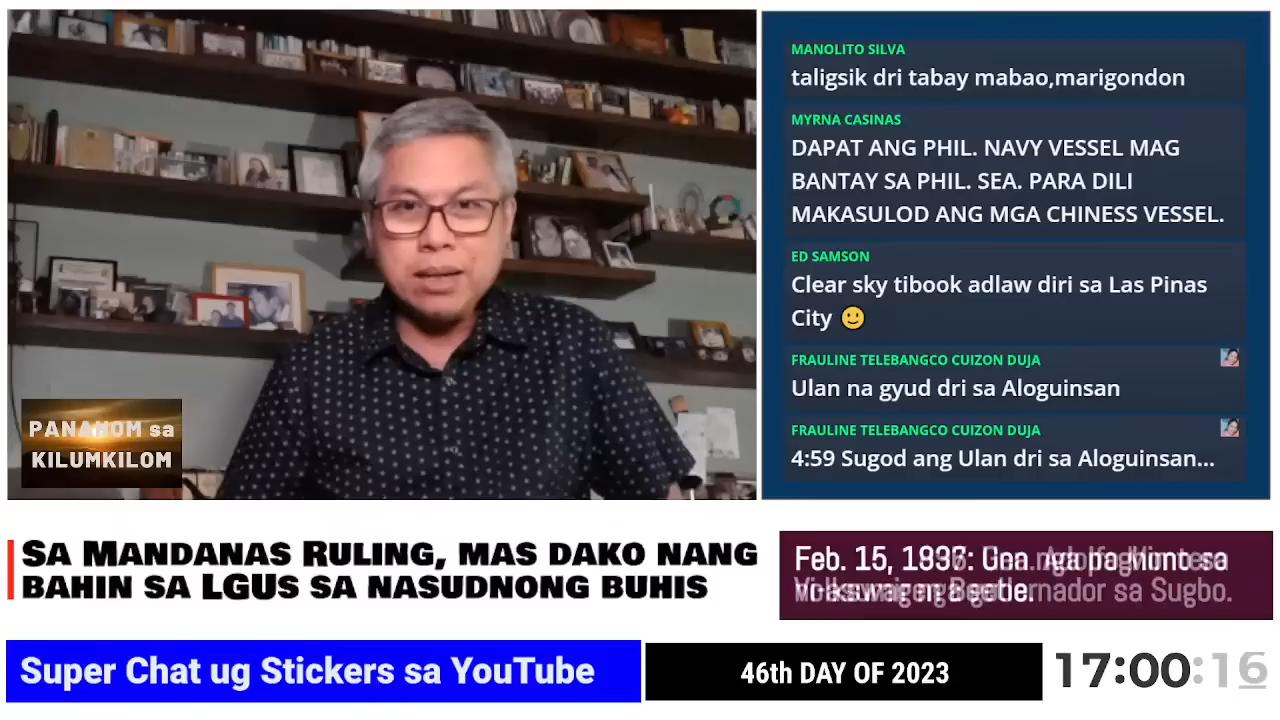 MANOLITO SILVA
taligsik dri tabay mabao,marigondon
MYRNA CASINAS
DAPAT ANG PHIL. NAVY VESSEL MAG
BANTAY SA PHIL. SEA. PARA DILI
MAKASULOD ANG MGA CHINESS VESSEL.
ED SAMSON
Clear sky tibook adlaw diri sa Las Pinas
City 🙂
FRAULINE TELEBANGCO CUIZON DUJA
Ulan na gyud dri sa Aloguinsan
FRAULINE TELEBANGCO CUIZON DUJA
4:59 Sugod ang Ulan dri sa Aloguinsan...
PANAHOM sa
KILUMKILOM
SA MANDANAS RULING, MAS DAKO NANG
BAHIN SA LGUS SA NASUDNONG BUHIS
Feb. 15,
sa Sugbo.
Super Chat ug Stickers sa YouTube
46th DAY OF 2023
17:00:16